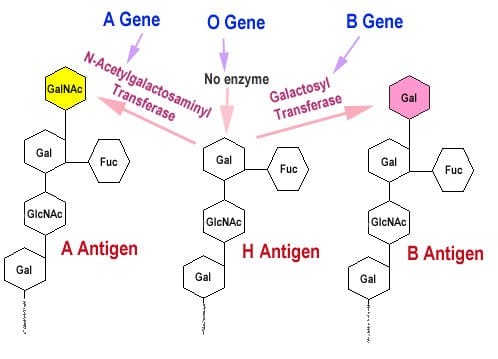 A Gene
O Gene
B Gene
N-Acetylgalactosaminyl
Transferase
No enzyme
Galactosyl
Transferase
GalNAc
Gal
Gal
Fuc
GlcNAc
Gal
A Antigen
Gal
Fuc
GlcNAc
Gal
H Antigen
Gal
Fuc
GlcNAc
Gal
B Antigen